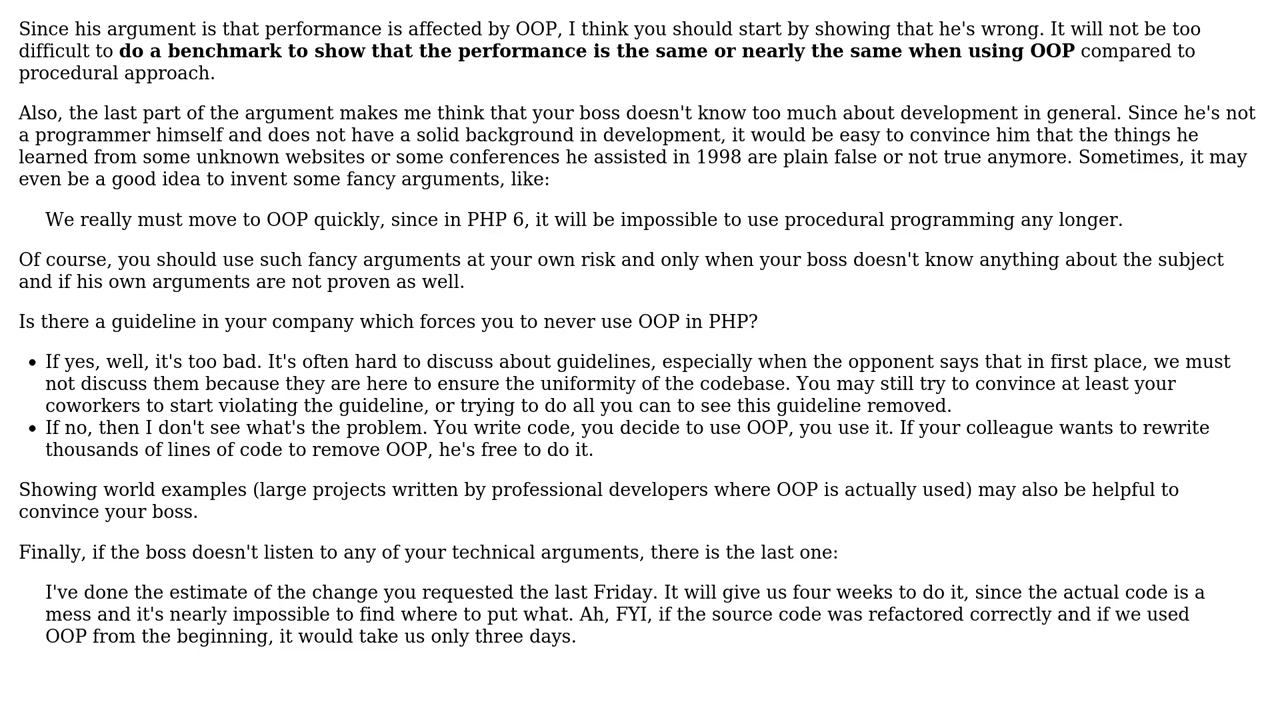 Since his argument is that performance is affected by OOP, I think you should start by showing that he's wrong. It will not be too
difficult to do a benchmark to show that the performance is the same or nearly the same when using OOP compared to
procedural approach.
Also, the last part of the argument makes me think that your boss doesn't know too much about development in general. Since he's not
a programmer himself and does not have a solid background in development, it would be easy to convince him that the things he
learned from some unknown websites or some conferences he assisted in 1998 are plain false or not true anymore. Sometimes, it may
even be a good idea to invent some fancy arguments, like:
We really must move to OOP quickly, since in PHP 6, it will be impossible to use procedural programming any longer.
Of course, you should use such fancy arguments at your own risk and only when your boss doesn't know anything about the subject
and if his own arguments are not proven as well.
Is there a guideline in your company which forces you to never use OOP in PHP?
• If yes, well, it's too bad. It's often hard to discuss about guidelines, especially when the opponent says that in first place, we must
not discuss them because they are here to ensure the uniformity of the codebase. You may still try to convince at least your
coworkers to start violating the guideline, or trying to do all you can to see this guideline removed.
• If no, then I don't see what's the problem. You write code, you decide to use OOP, you use it. If your colleague wants to rewrite
thousands of lines of code to remove OOP, he's free to do it.
Showing world examples (large projects written by professional developers where OOP is actually used) may also be helpful to
convince your boss.
Finally, if the boss doesn't listen to any of your technical arguments, there is the last one:
I've done the estimate of the change you requested the last Friday. It will give us four weeks to do it, since the actual code is a
mess and it's nearly impossible to find where to put what. Ah, FYI, if the source code was refactored correctly and if we used
OOP from the beginning, it would take us only three days.